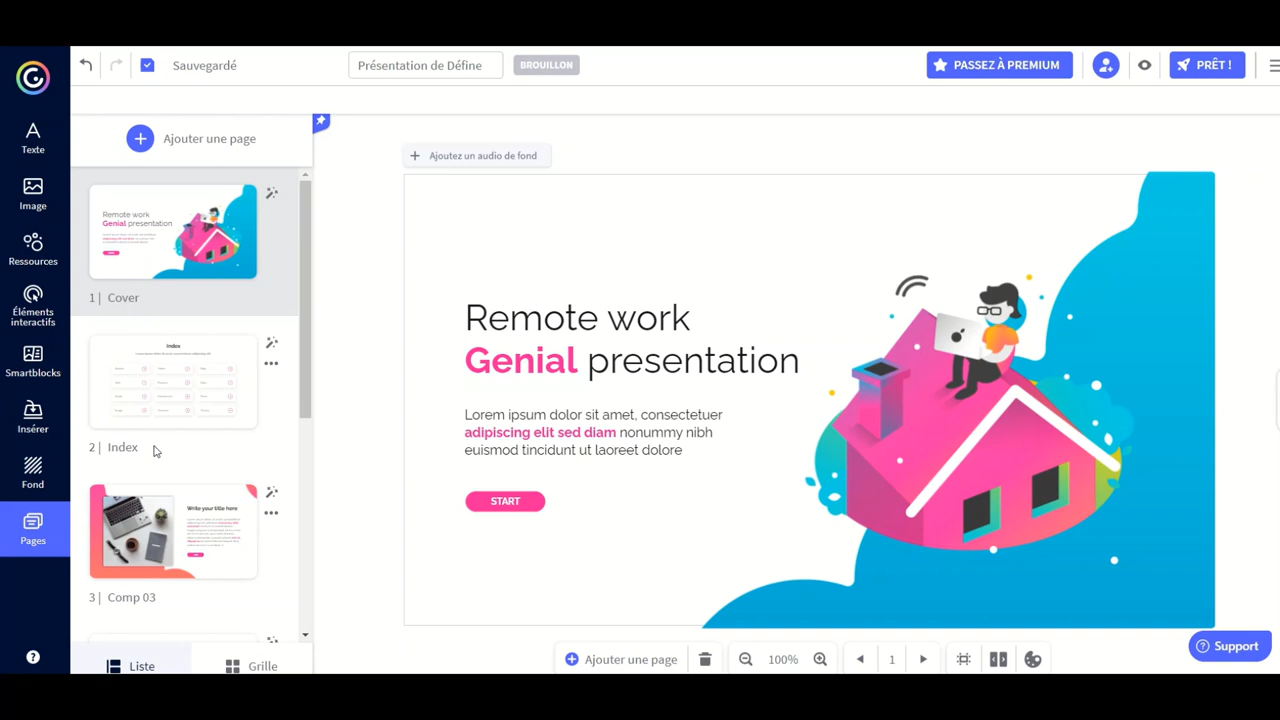 Sauvegardé
Présentation de Défine
BROUILLON
PASSEZ À PREMIUM
PRÊT !
Texte
Image
Ressources
Éléments
interactifs
Smartblocks
Insérer
Fond
Pages
Ajouter une page
Remote work
Genial presentation
1 | Cover
Index
2 | Index
Write your title here
3 | Comp 03
Liste
Grille
Ajoutez un audio de fond
Remote work
Genial presentation
Lorem ipsum dolor sit amet, consectetuer
adipiscing elit sed diam nonummy nibh
euismod tincidunt ut laoreet dolore
START
Ajouter une page
100%
1
Support